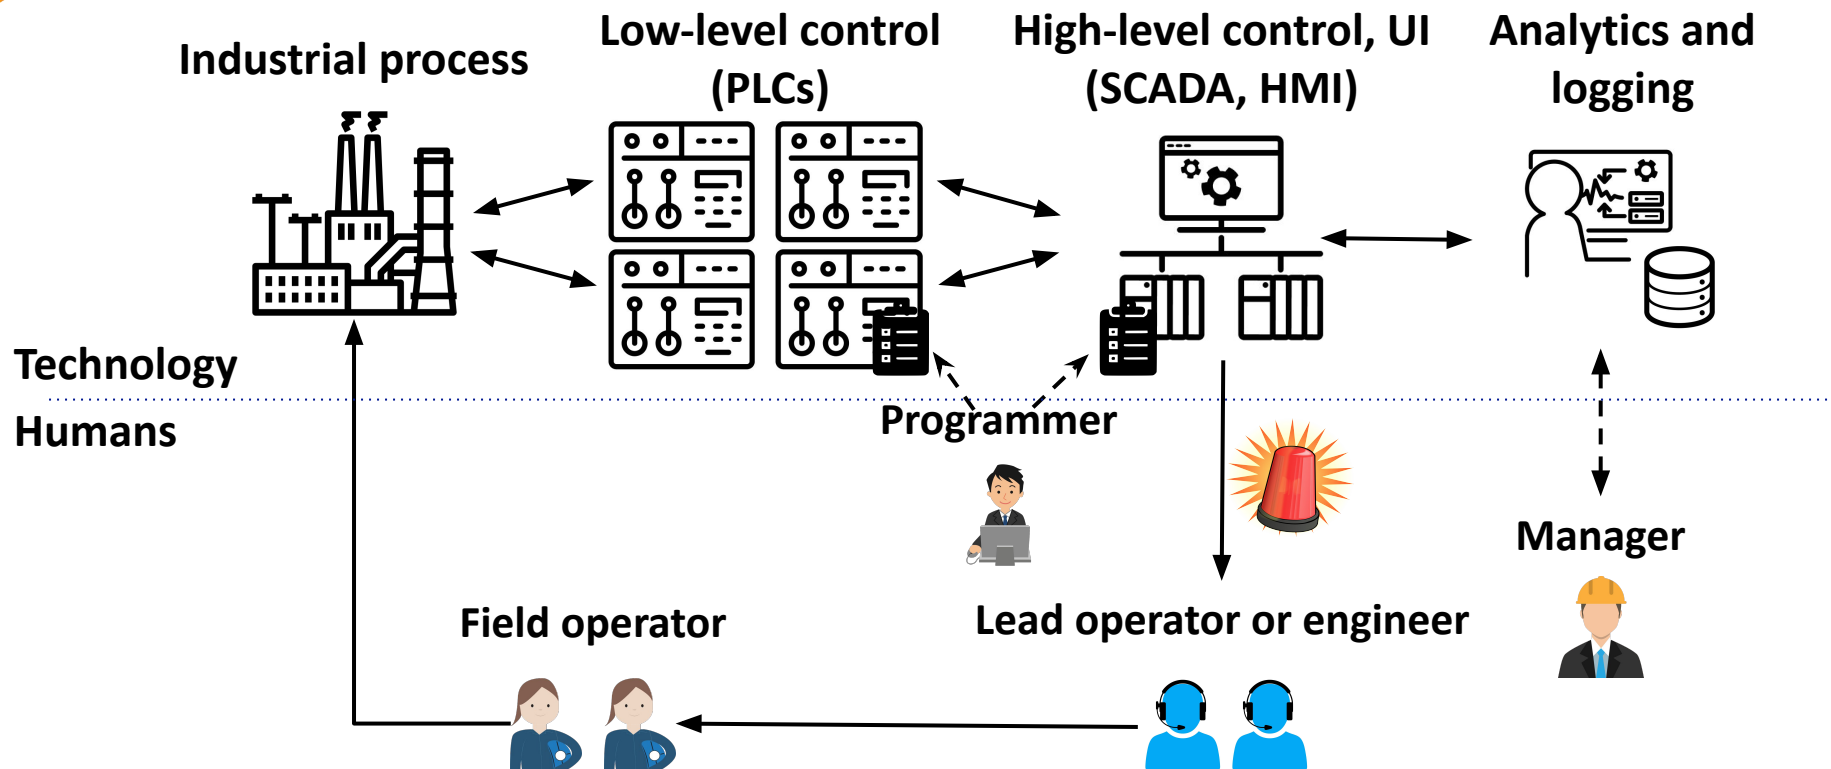 Industrial process
Low-level control
(PLCs)
High-level control, UI
(SCADA, HMI)
Analytics and
logging
Technology
Humans
Programmer
Manager
Field operator
Lead operator or engineer